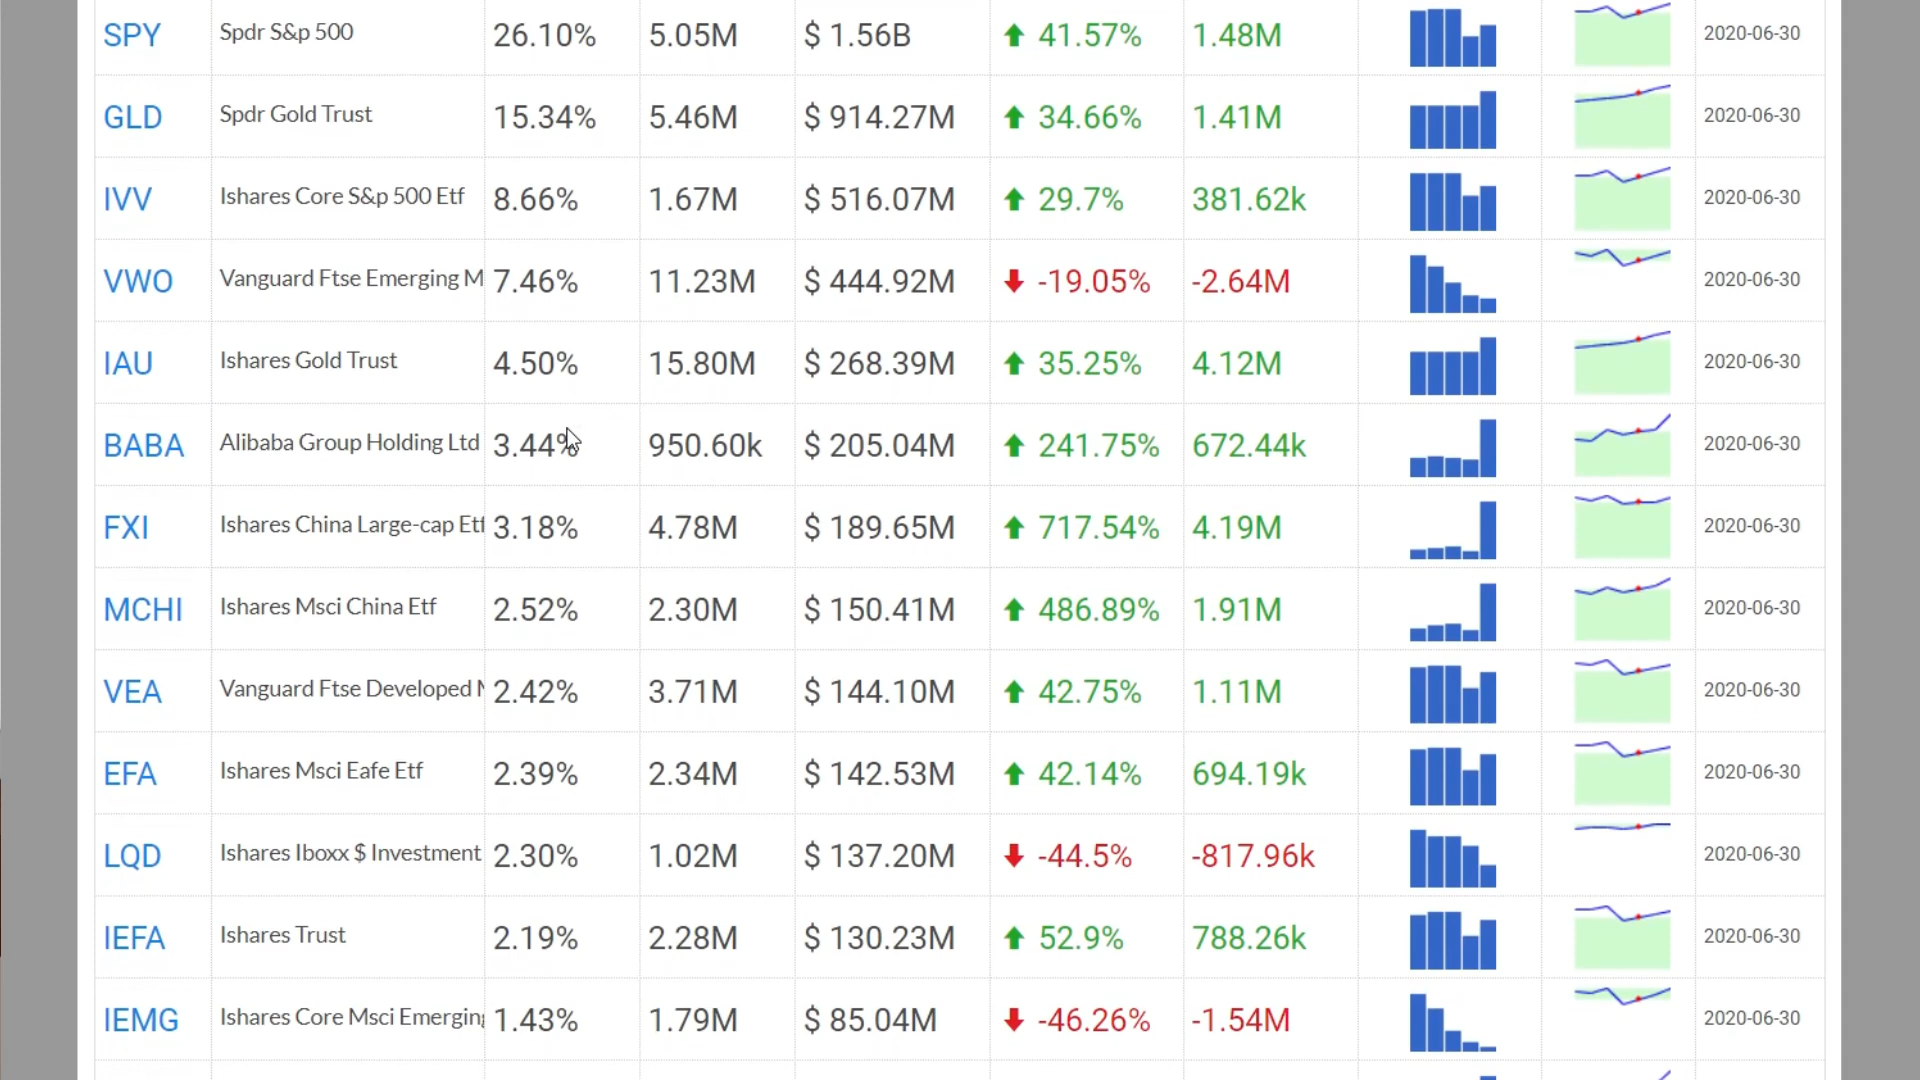 SPY Spdr S&p 500 26.10% 5.05M $ 1.56B 41.57% 1.48M 2020-06-30
GLD Spdr Gold Trust 15.34% 5.46M $ 914.27M 34.66% 1.41M 2020-06-30
IVV Ishares Core S&p 500 Etf 8.66% 1.67M $ 516.07M 29.7% 381.62k 2020-06-30
VWO Vanguard Ftse Emerging M 7.46% 11.23M $ 444.92M -19.05% -2.64M 2020-06-30
IAU Ishares Gold Trust 4.50% 15.80M $ 268.39M 35.25% 4.12M 2020-06-30
BABA Alibaba Group Holding Ltd 3.44% 950.60k $ 205.04M 241.75% 672.44k 2020-06-30
FXI Ishares China Large-cap Etf 3.18% 4.78M $ 189.65M 717.54% 4.19M 2020-06-30
MCHI Ishares Msci China Etf 2.52% 2.30M $ 150.41M 486.89% 1.91M 2020-06-30
VEA Vanguard Ftse Developed 2.42% 3.71M $ 144.10M 42.75% 1.11M 2020-06-30
EFA Ishares Msci Eafe Etf 2.39% 2.34M $ 142.53M 42.14% 694.19k 2020-06-30
LQD Ishares Iboxx $ Investment 2.30% 1.02M $ 137.20M -44.5% -817.96k 2020-06-30
IEFA Ishares Trust 2.19% 2.28M $ 130.23M 52.9% 788.26k 2020-06-30
IEMG Ishares Core Msci Emerging 1.43% 1.79M $ 85.04M -46.26% -1.54M 2020-06-30